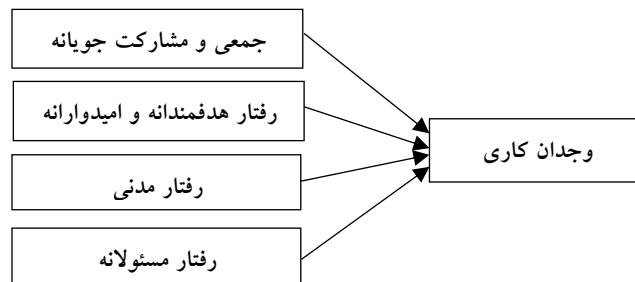 جمعی و مشارکت جویانه
رفتار هدفمندانه و امیدوارانه
وجدان کاری
رفتار مدنی
رفتار مسئولانه